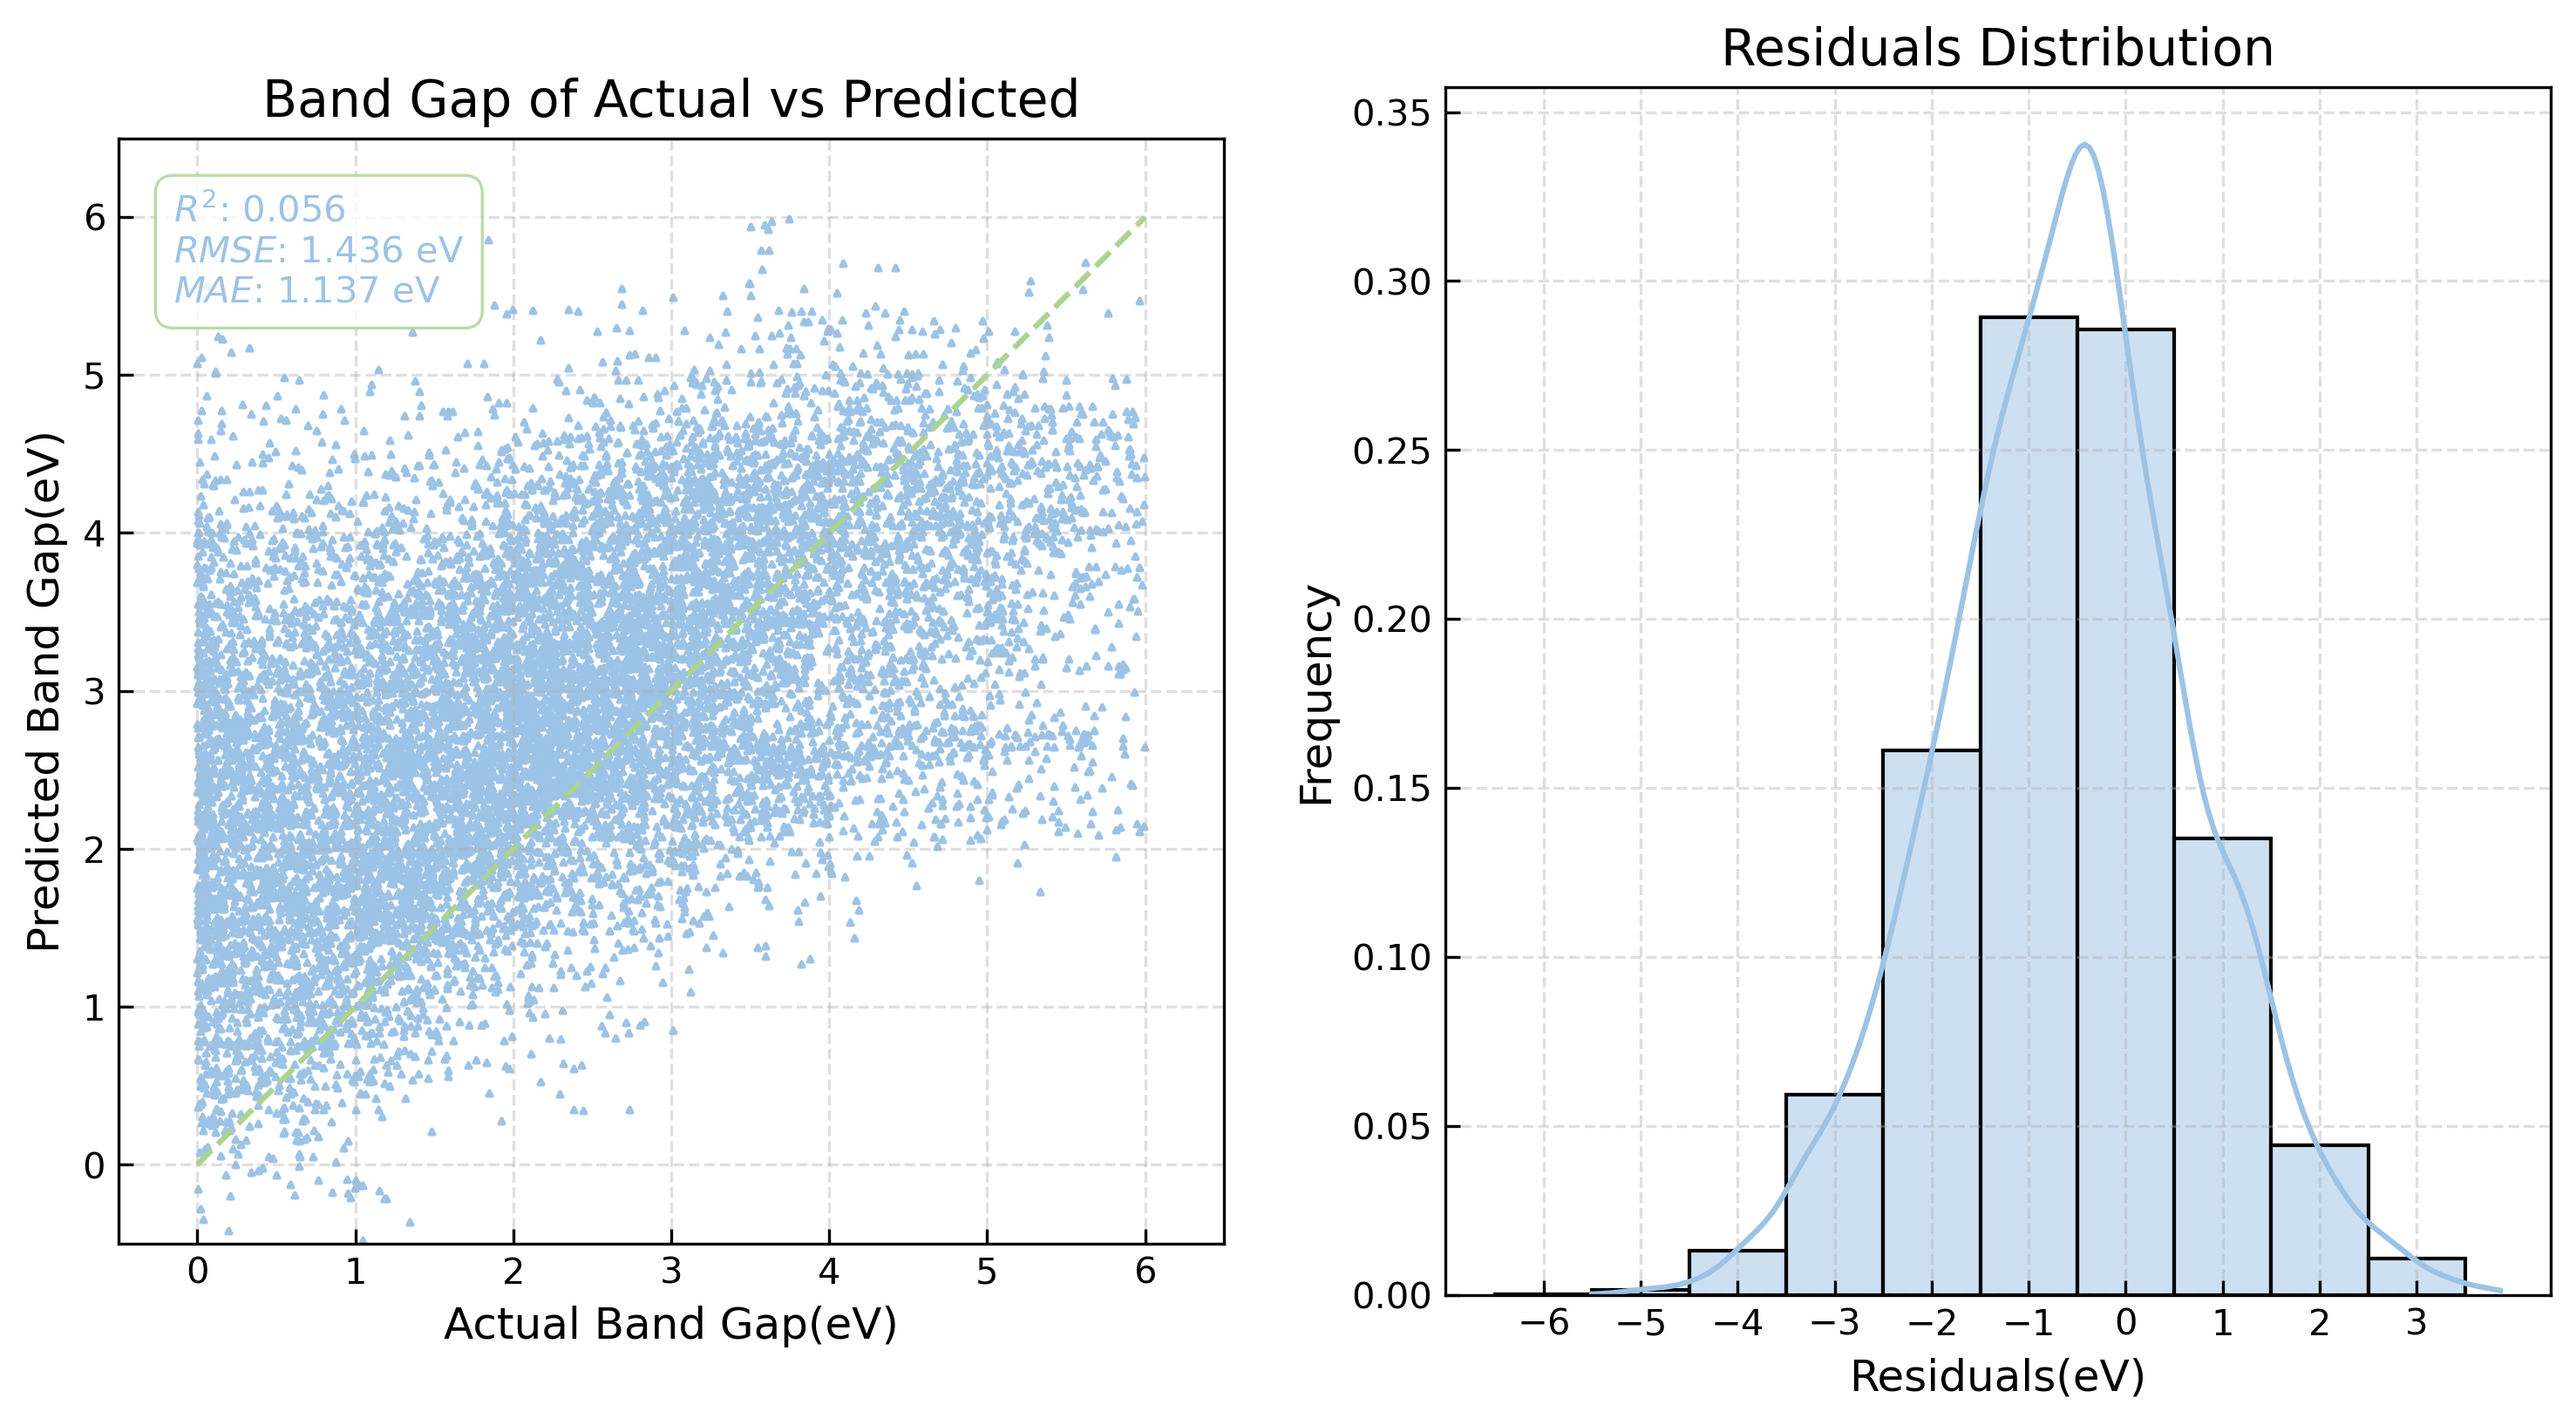 Band Gap of Actual vs Predicted
R²: 0.056
RMSE: 1.436 eV
MAE: 1.137 eV
6
5
4
3
2
1
0
Predicted Band Gap(eV)
0 1 2 3 4 5 6
Actual Band Gap(eV)
Residuals Distribution
0.35
0.30
0.25
0.20
0.15
0.10
0.05
0.00
Frequency
−6 −5 −4 −3 −2 −1 0 1 2 3
Residuals(eV)